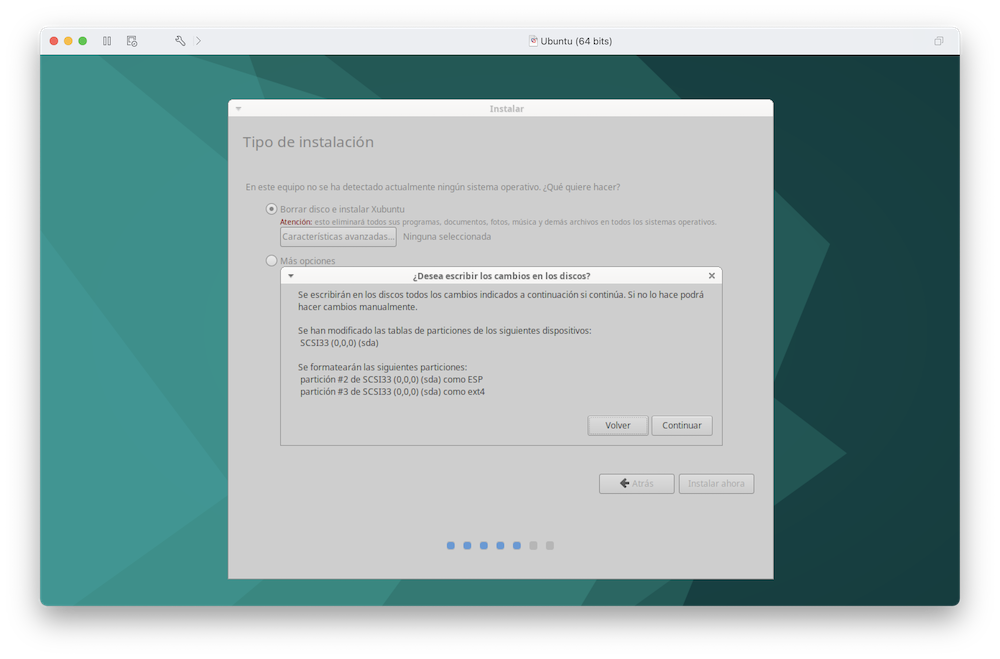 Ubuntu (64 bits)
Instalar
Tipo de instalación
En este equipo no se ha detectado actualmente ningún sistema operativo. ¿Qué quiere hacer?
Borrar disco e instalar Xubuntu
Atención: esto eliminará todos sus programas, documentos, fotos, música y demás archivos en todos los sistemas operativos.
Características avanzadas... Ninguna seleccionada
Más opciones
¿Desea escribir los cambios en los discos?
Se escribirán en los discos todos los cambios indicados a continuación si continúa. Si no lo hace podrá
hacer cambios manualmente.
Se han modificado las tablas de particiones de los siguientes dispositivos:
SCSI33 (0,0,0) (sda)
Se formatearán las siguientes particiones:
partición #2 de SCSI33 (0,0,0) (sda) como ESP
partición #3 de SCSI33 (0,0,0) (sda) como ext4
Volver Continuar
Atrás Instalar ahora